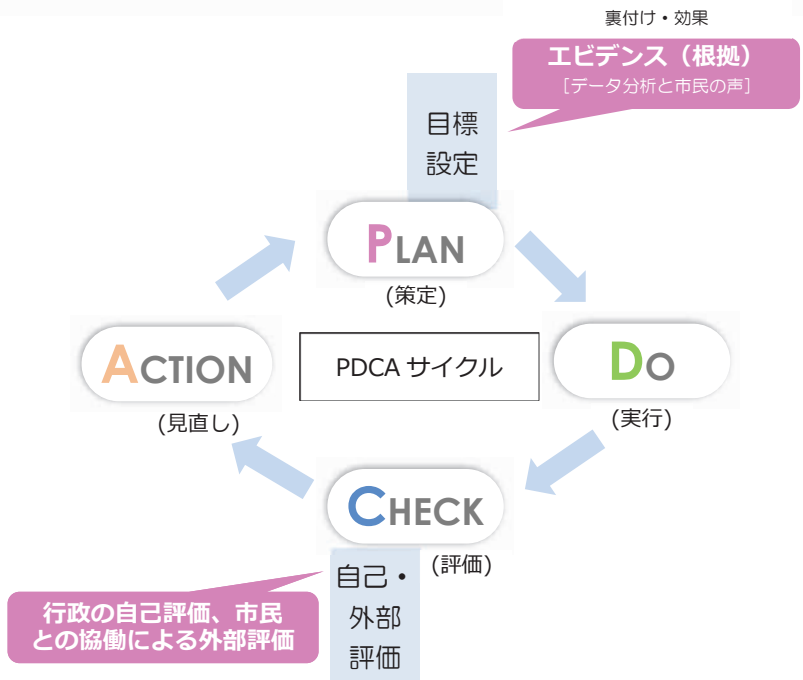 裏付け・効果
エビデンス（根拠）
［データ分析と市民の声］
目標
設定
PLAN
(策定)
ACTION
(見直し)
PDCA サイクル
DO
(実行)
CHECK
(評価)
自己・
外部
評価
行政の自己評価、市民
との協働による外部評価